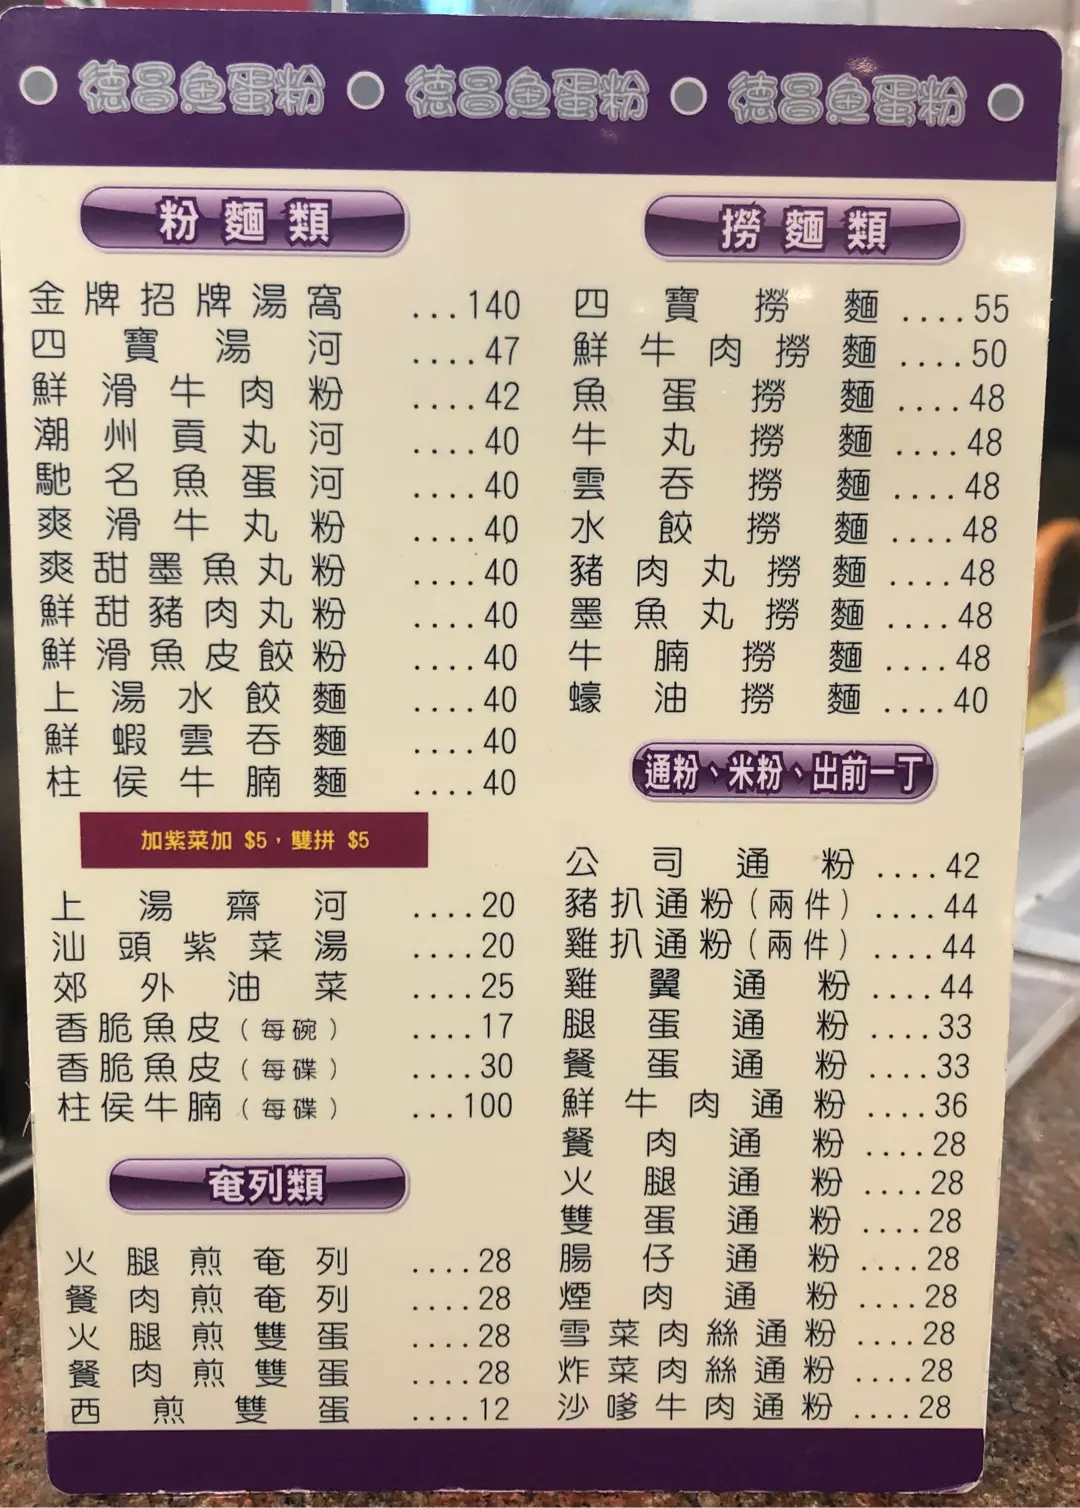 德昌魚蛋粉 德昌魚蛋粉 德昌魚蛋粉
粉麵類
金牌招牌湯窩 ...140
四寶湯河 ....47
鮮滑牛肉粉 ....42
潮州貢丸河 ....40
馳名魚蛋河 ....40
爽滑牛丸粉 ....40
爽甜墨魚丸粉 ....40
鮮甜豬肉丸粉 ....40
鮮滑魚皮餃粉 ....40
上湯水餃麵 ....40
鮮蝦雲吞麵 ....40
柱侯牛腩麵 ....40
加紫菜加 $5，雙拼 $5
上湯齋河 ....20
汕頭紫菜湯 ....20
郊外油菜 ....25
香脆魚皮（每碗） ....17
香脆魚皮（每碟） ....30
柱侯牛腩（每碟） ...100
奄列類
火腿煎奄列 ....28
餐肉煎奄列 ....28
火腿煎雙蛋 ....28
餐肉煎雙蛋 ....28
西煎雙蛋 ....12
撈麵類
四寶撈麵 ....55
鮮牛肉撈麵 ....50
魚蛋撈麵 ....48
牛丸撈麵 ....48
雲吞撈麵 ....48
水餃撈麵 ....48
豬肉丸撈麵 ....48
墨魚丸撈麵 ....48
牛腩撈麵 ....48
蠔油撈麵 ....40
通粉、米粉、出前一丁
公司通粉 ....42
豬扒通粉（兩件） ....44
雞扒通粉（兩件） ....44
雞翼通粉 ....44
腿蛋通粉 ....33
餐蛋通粉 ....33
鮮牛肉通粉 ....36
餐肉通粉 ....28
火腿通粉 ....28
雙蛋通粉 ....28
腸仔通粉 ....28
煙肉通粉 ....28
雪菜肉絲通粉 ....28
炸菜肉絲通粉 ....28
沙嗲牛肉通粉 ....28